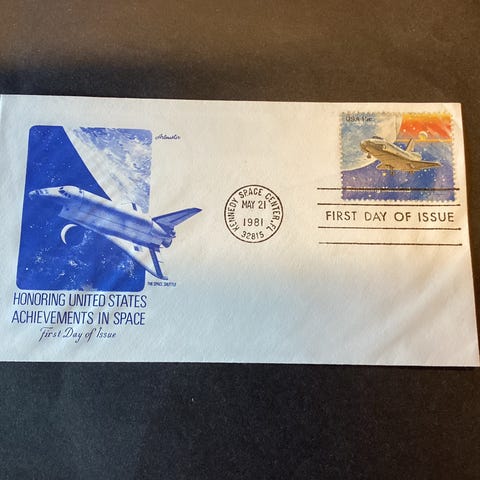 Artmaster
USA 18c
KENNEDY SPACE CENTER, FL
MAY 21
1981
32815
FIRST DAY OF ISSUE
THE SPACE SHUTTLE
HONORING UNITED STATES
ACHIEVEMENTS IN SPACE
First Day of Issue